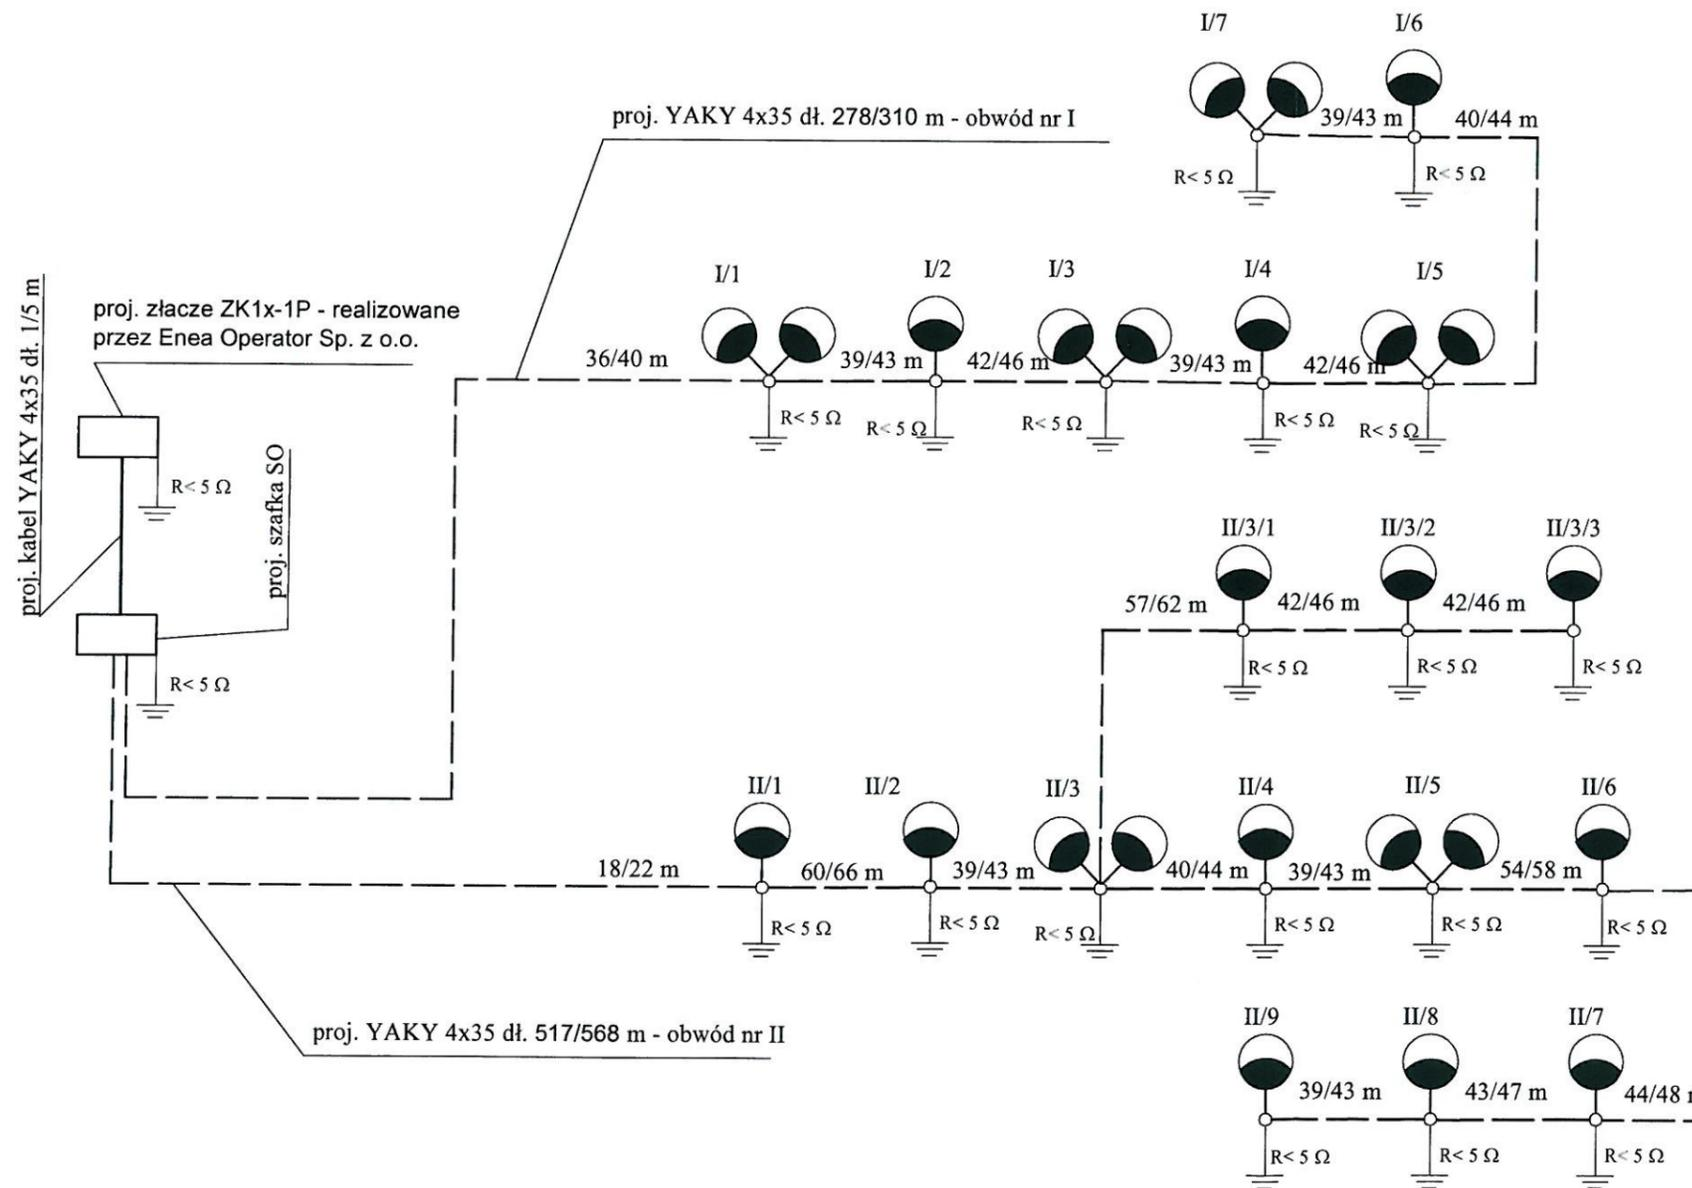 I/7
I/6
proj. YAKY 4x35 dł. 278/310 m - obwód nr I
39/43 m
40/44 m
R< 5 Ω
R< 5 Ω
I/1
I/2
I/3
I/4
I/5
proj. kabel YAKY 4x35 dł. 1/5 m
proj. złacze ZK1x-1P - realizowane
przez Enea Operator Sp. z o.o.
36/40 m
39/43 m
42/46 m
39/43 m
42/46 m
R< 5 Ω
R< 5 Ω
R< 5 Ω
R< 5 Ω
R< 5 Ω
R< 5 Ω
proj. szafka SO
II/3/1
II/3/2
II/3/3
57/62 m
42/46 m
42/46 m
R< 5 Ω
R< 5 Ω
R< 5 Ω
R< 5 Ω
II/1
II/2
II/3
II/4
II/5
II/6
18/22 m
60/66 m
39/43 m
40/44 m
39/43 m
54/58 m
R< 5 Ω
R< 5 Ω
R< 5 Ω
R< 5 Ω
R< 5 Ω
R< 5 Ω
proj. YAKY 4x35 dł. 517/568 m - obwód nr II
II/9
II/8
II/7
39/43 m
43/47 m
44/48 m
R< 5 Ω
R< 5 Ω
R< 5 Ω